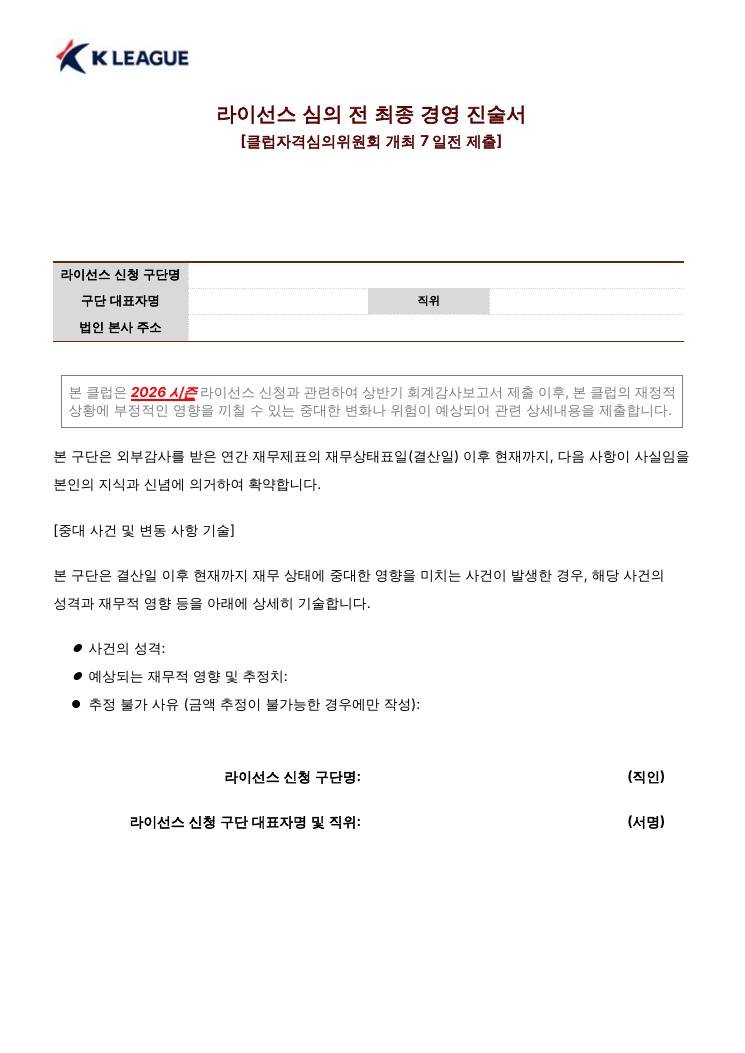 K LEAGUE
라이선스 심의 전 최종 경영 진술서
[클럽자격심의위원회 개최 7일전 제출]
라이선스 신청 구단명
구단 대표자명 직위
법인 본사 주소
본 클럽은 2026 시즌 라이선스 신청과 관련하여 상반기 회계감사보고서 제출 이후, 본 클럽의 재정적
상황에 부정적인 영향을 끼칠 수 있는 중대한 변화나 위험이 예상되어 관련 상세내용을 제출합니다.
본 구단은 외부감사를 받은 연간 재무제표의 재무상태표일(결산일) 이후 현재까지, 다음 사항이 사실임을
본인의 지식과 신념에 의거하여 확약합니다.
[중대 사건 및 변동 사항 기술]
본 구단은 결산일 이후 현재까지 재무 상태에 중대한 영향을 미치는 사건이 발생한 경우, 해당 사건의
성격과 재무적 영향 등을 아래에 상세히 기술합니다.
● 사건의 성격:
● 예상되는 재무적 영향 및 추정치:
● 추정 불가 사유 (금액 추정이 불가능한 경우에만 작성):
라이선스 신청 구단명: (직인)
라이선스 신청 구단 대표자명 및 직위: (서명)